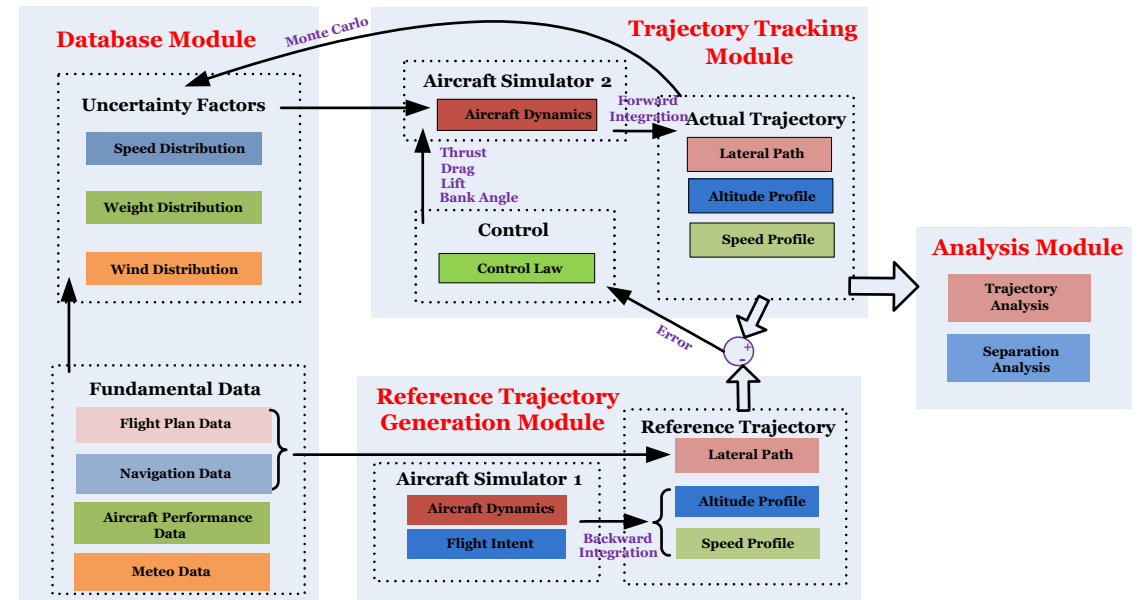 Database Module
Monte Carlo
Uncertainty Factors
Speed Distribution
Weight Distribution
Wind Distribution
Fundamental Data
Flight Plan Data
Navigation Data
Aircraft Performance
Data
Meteo Data
Trajectory Tracking
Module
Aircraft Simulator 2
Aircraft Dynamics
Forward
Integration
Thrust
Drag
Lift
Bank Angle
Control
Control Law
Actual Trajectory
Lateral Path
Altitude Profile
Speed Profile
Error
+
-
Reference Trajectory
Generation Module
Aircraft Simulator 1
Aircraft Dynamics
Flight Intent
Backward
Integration
Reference Trajectory
Lateral Path
Altitude Profile
Speed Profile
Analysis Module
Trajectory
Analysis
Separation
Analysis